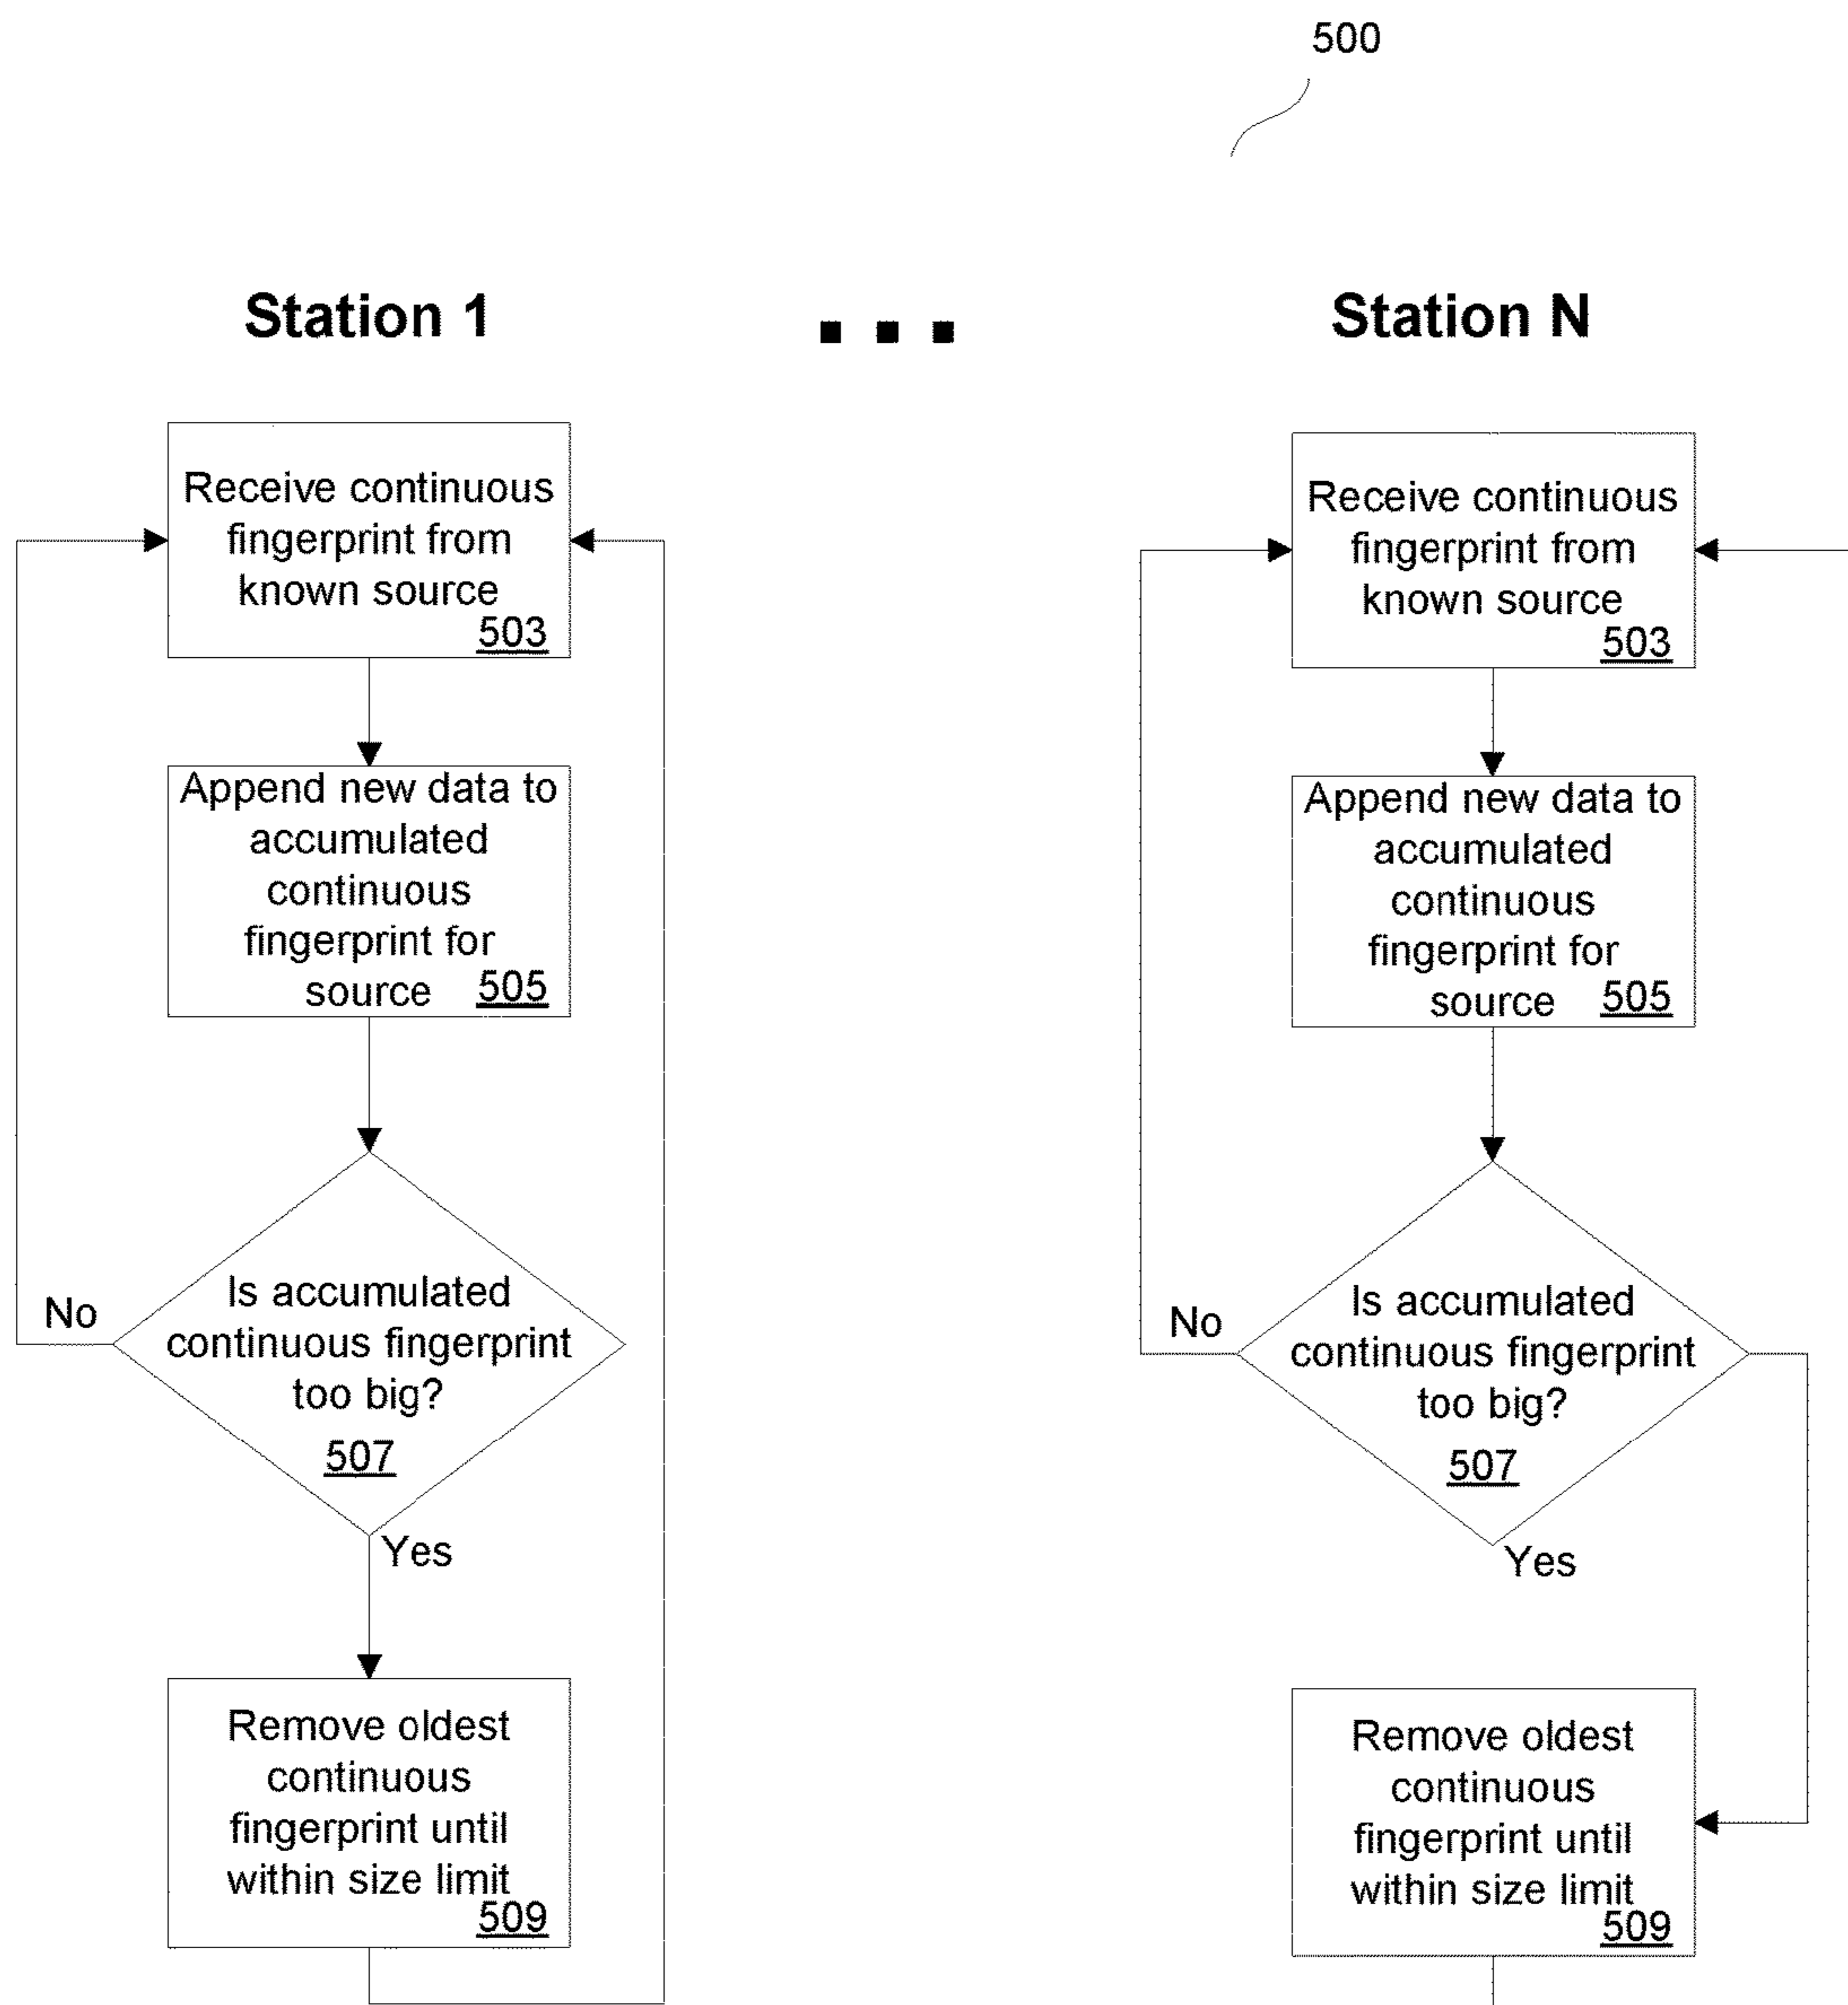 500
Station 1
...
Station N
Receive continuous
fingerprint from
known source
503
Append new data to
accumulated
continuous
fingerprint for
source 505
Is accumulated
continuous fingerprint
too big?
507
No
Yes
Remove oldest
continuous
fingerprint until
within size limit
509
Receive continuous
fingerprint from
known source
503
Append new data to
accumulated
continuous
fingerprint for
source 505
Is accumulated
continuous fingerprint
too big?
507
No
Yes
Remove oldest
continuous
fingerprint until
within size limit
509